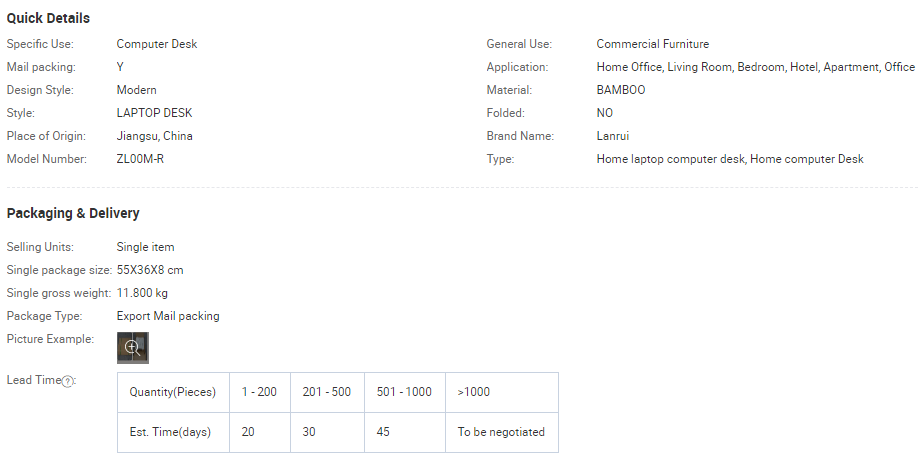 Quick Details
Specific Use: Computer Desk General Use: Commercial Furniture
Mail packing: Y Application: Home Office, Living Room, Bedroom, Hotel, Apartment, Office
Design Style: Modern Material: BAMBOO
Style: LAPTOP DESK Folded: NO
Place of Origin: Jiangsu, China Brand Name: Lanrui
Model Number: ZL00M-R Type: Home laptop computer desk, Home computer Desk
Packaging & Delivery
Selling Units: Single item
Single package size: 55X36X8 cm
Single gross weight: 11.800 kg
Package Type: Export Mail packing
Picture Example:
Lead Time?:
Quantity(Pieces) 1 - 200 201 - 500 501 - 1000 >1000
Est. Time(days) 20 30 45 To be negotiated